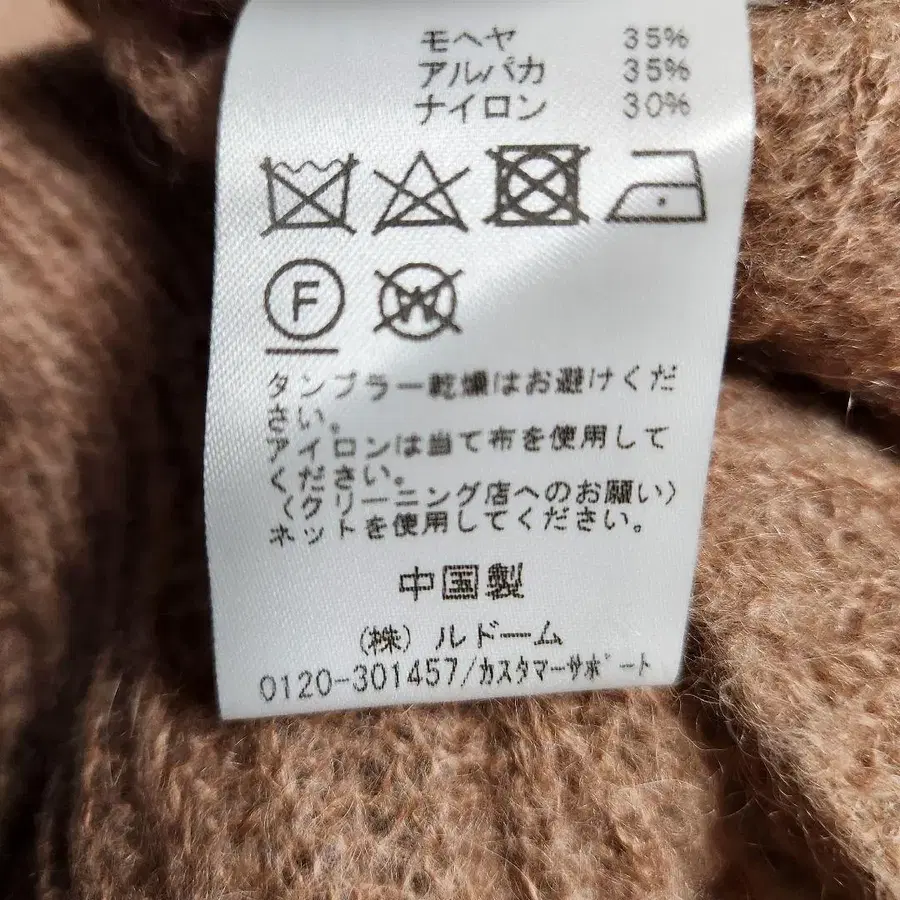 モヘヤ 35%
アルパカ 35%
ナイロン 30%
F
W
タンブラー乾燥はお避けくだ
さい。
アイロンは当て布を使用して
ください。
〈クリーニング店へのお願い〉
ネットを使用してください。
中国製
(株) ルドーム
0120-301457/カスタマーサポート